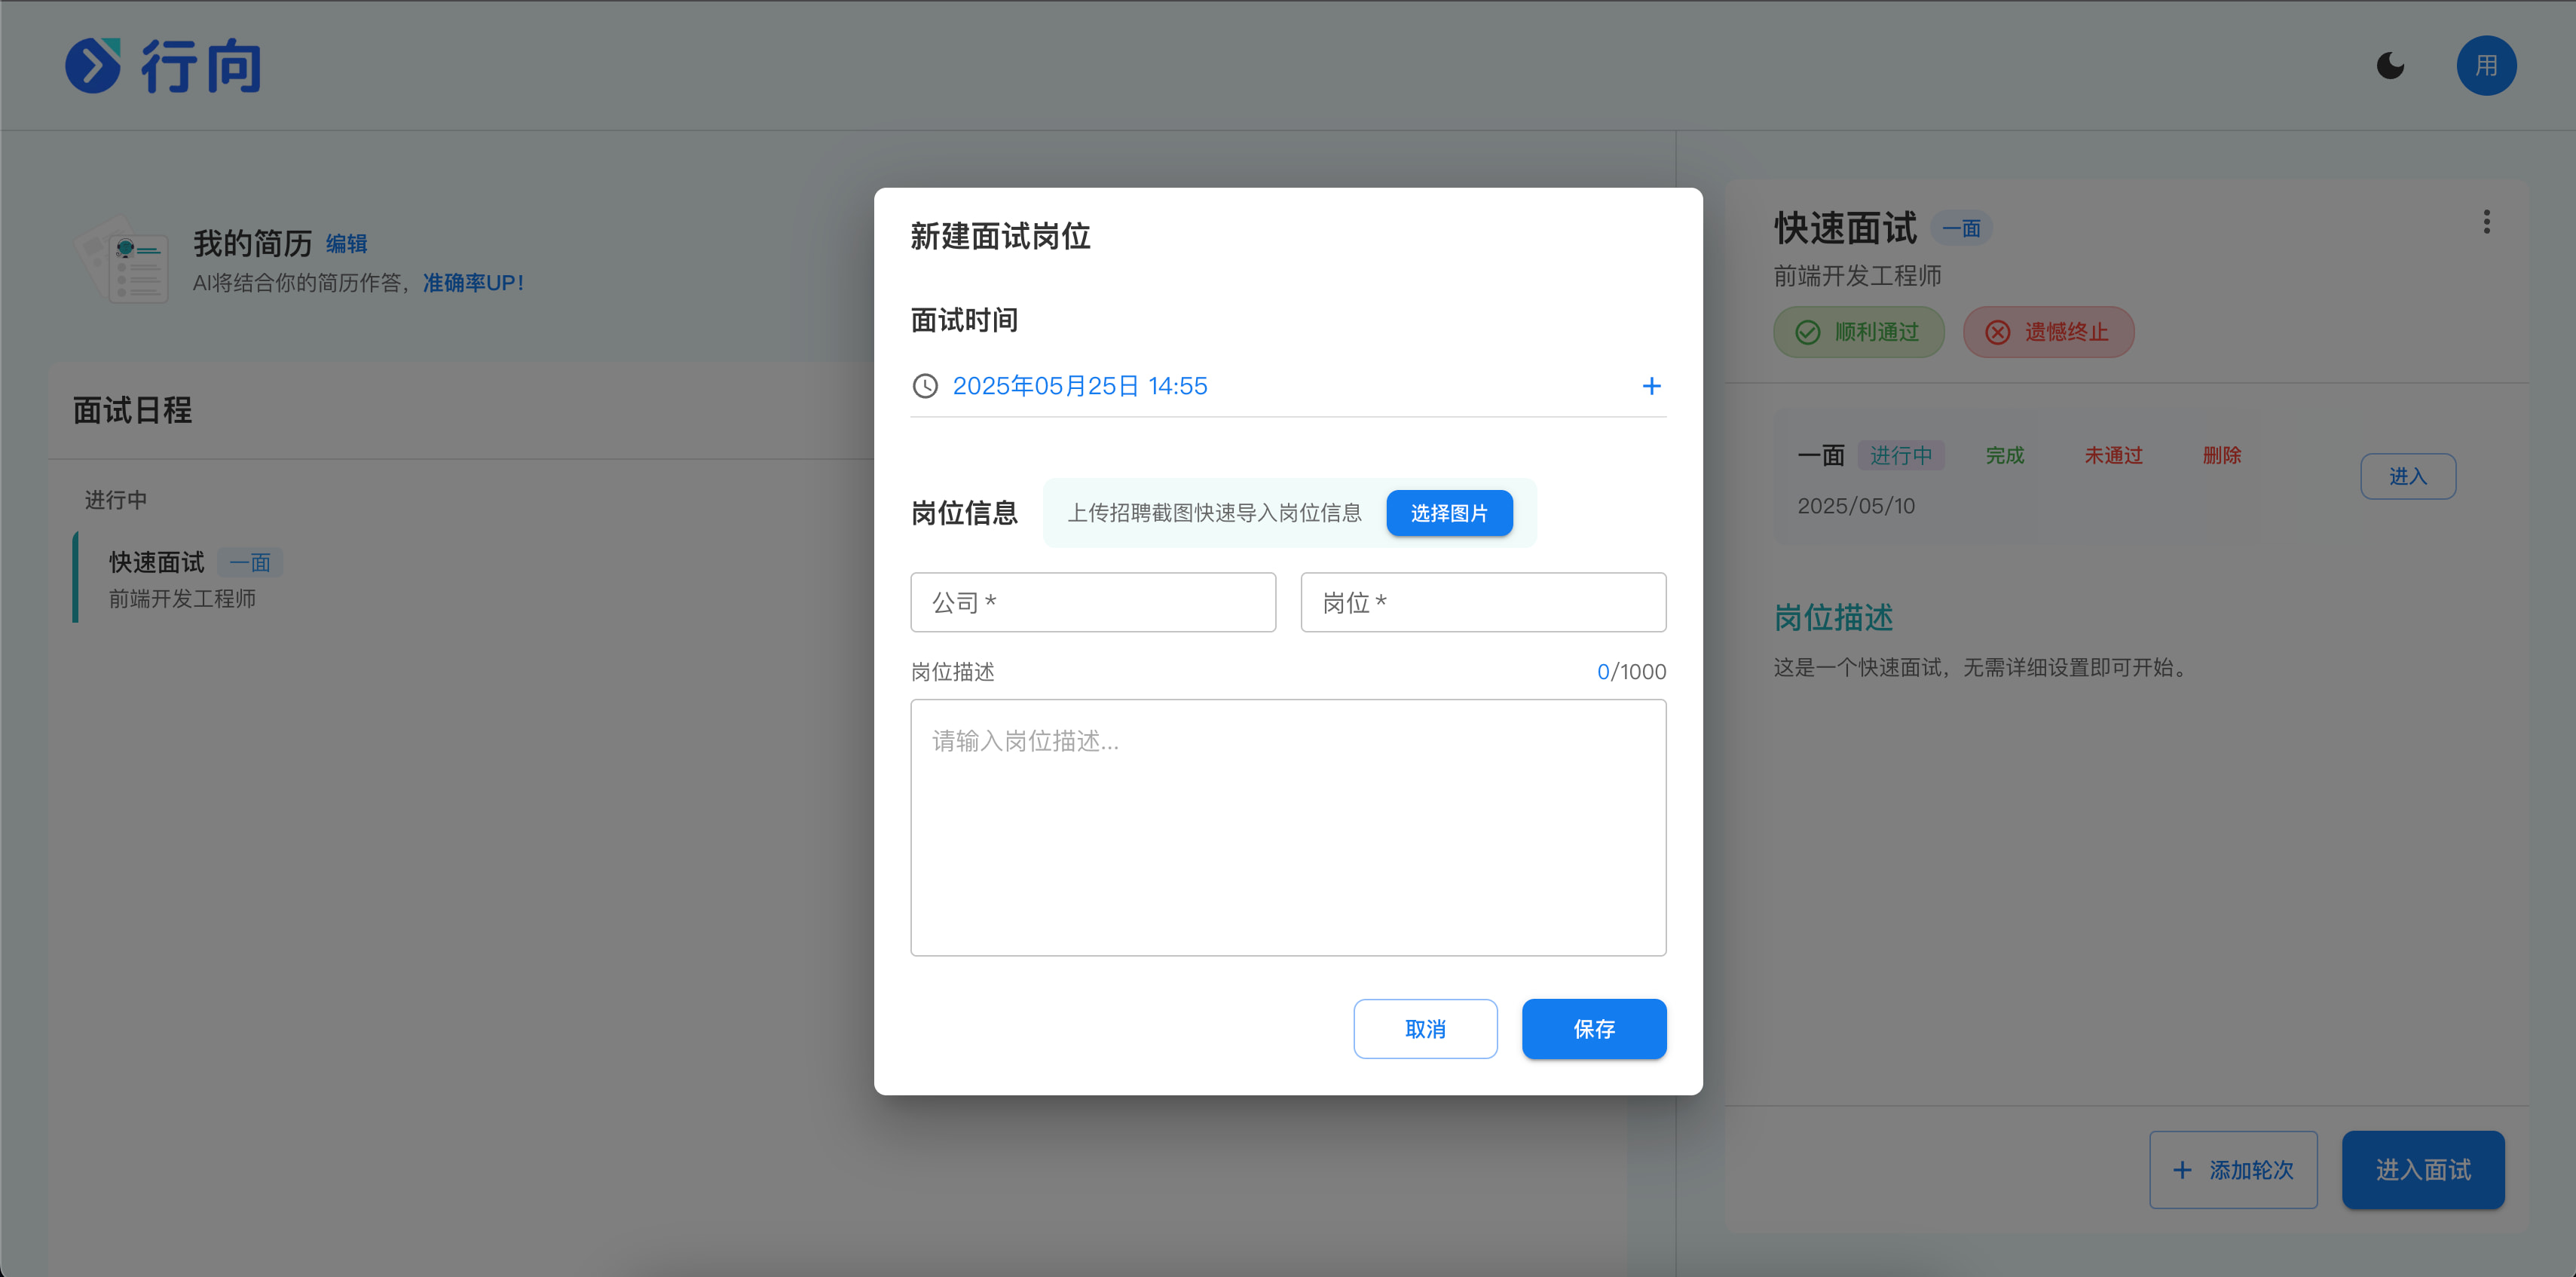 行向
用
我的简历 编辑
AI将结合你的简历作答，准确率UP！
面试日程
进行中
快速面试 一面
前端开发工程师
新建面试岗位
面试时间
2025年05月25日 14:55 +
岗位信息 上传招聘截图快速导入岗位信息 选择图片
公司 * 岗位 *
岗位描述 0/1000
请输入岗位描述...
取消 保存
快速面试 一面
前端开发工程师
顺利通过 遗憾终止
一面 进行中 完成 未通过 删除
进入
2025/05/10
岗位描述
这是一个快速面试，无需详细设置即可开始。
+ 添加轮次 进入面试